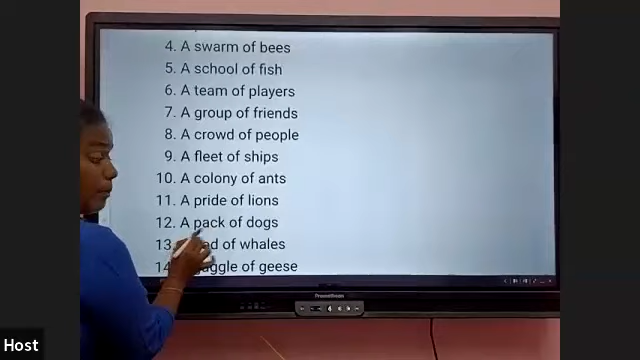 4. A swarm of bees
5. A school of fish
6. A team of players
7. A group of friends
8. A crowd of people
9. A fleet of ships
10. A colony of ants
11. A pride of lions
12. A pack of dogs
13. of whales
14. of geese
Promethean
Host